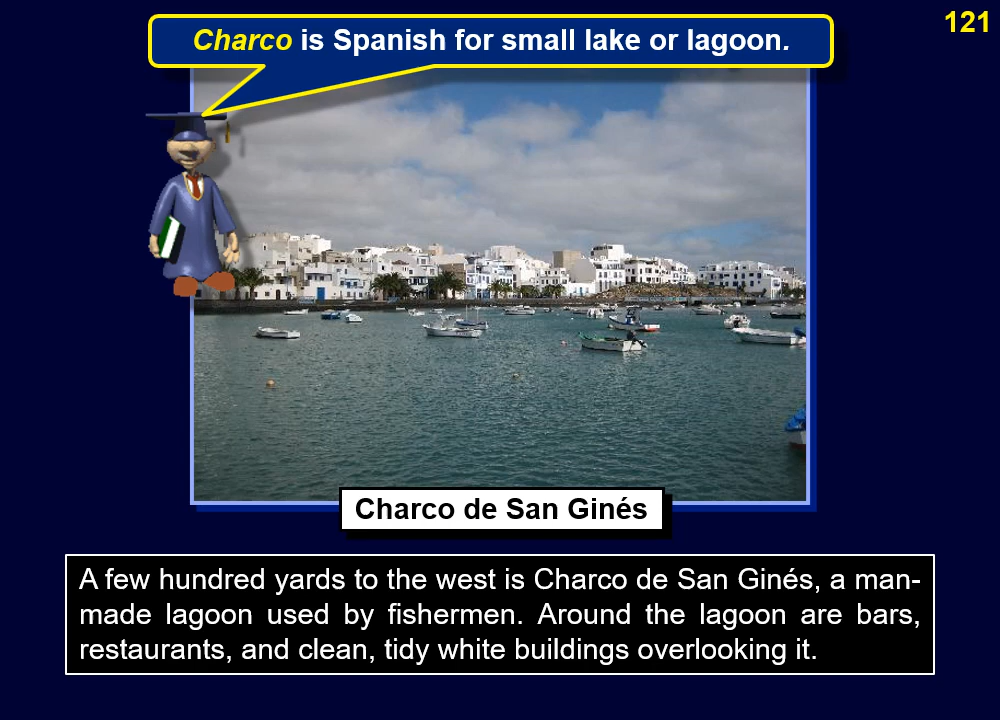 121
Charco is Spanish for small lake or lagoon.
Charco de San Ginés
A few hundred yards to the west is Charco de San Ginés, a man-
made lagoon used by fishermen. Around the lagoon are bars,
restaurants, and clean, tidy white buildings overlooking it.